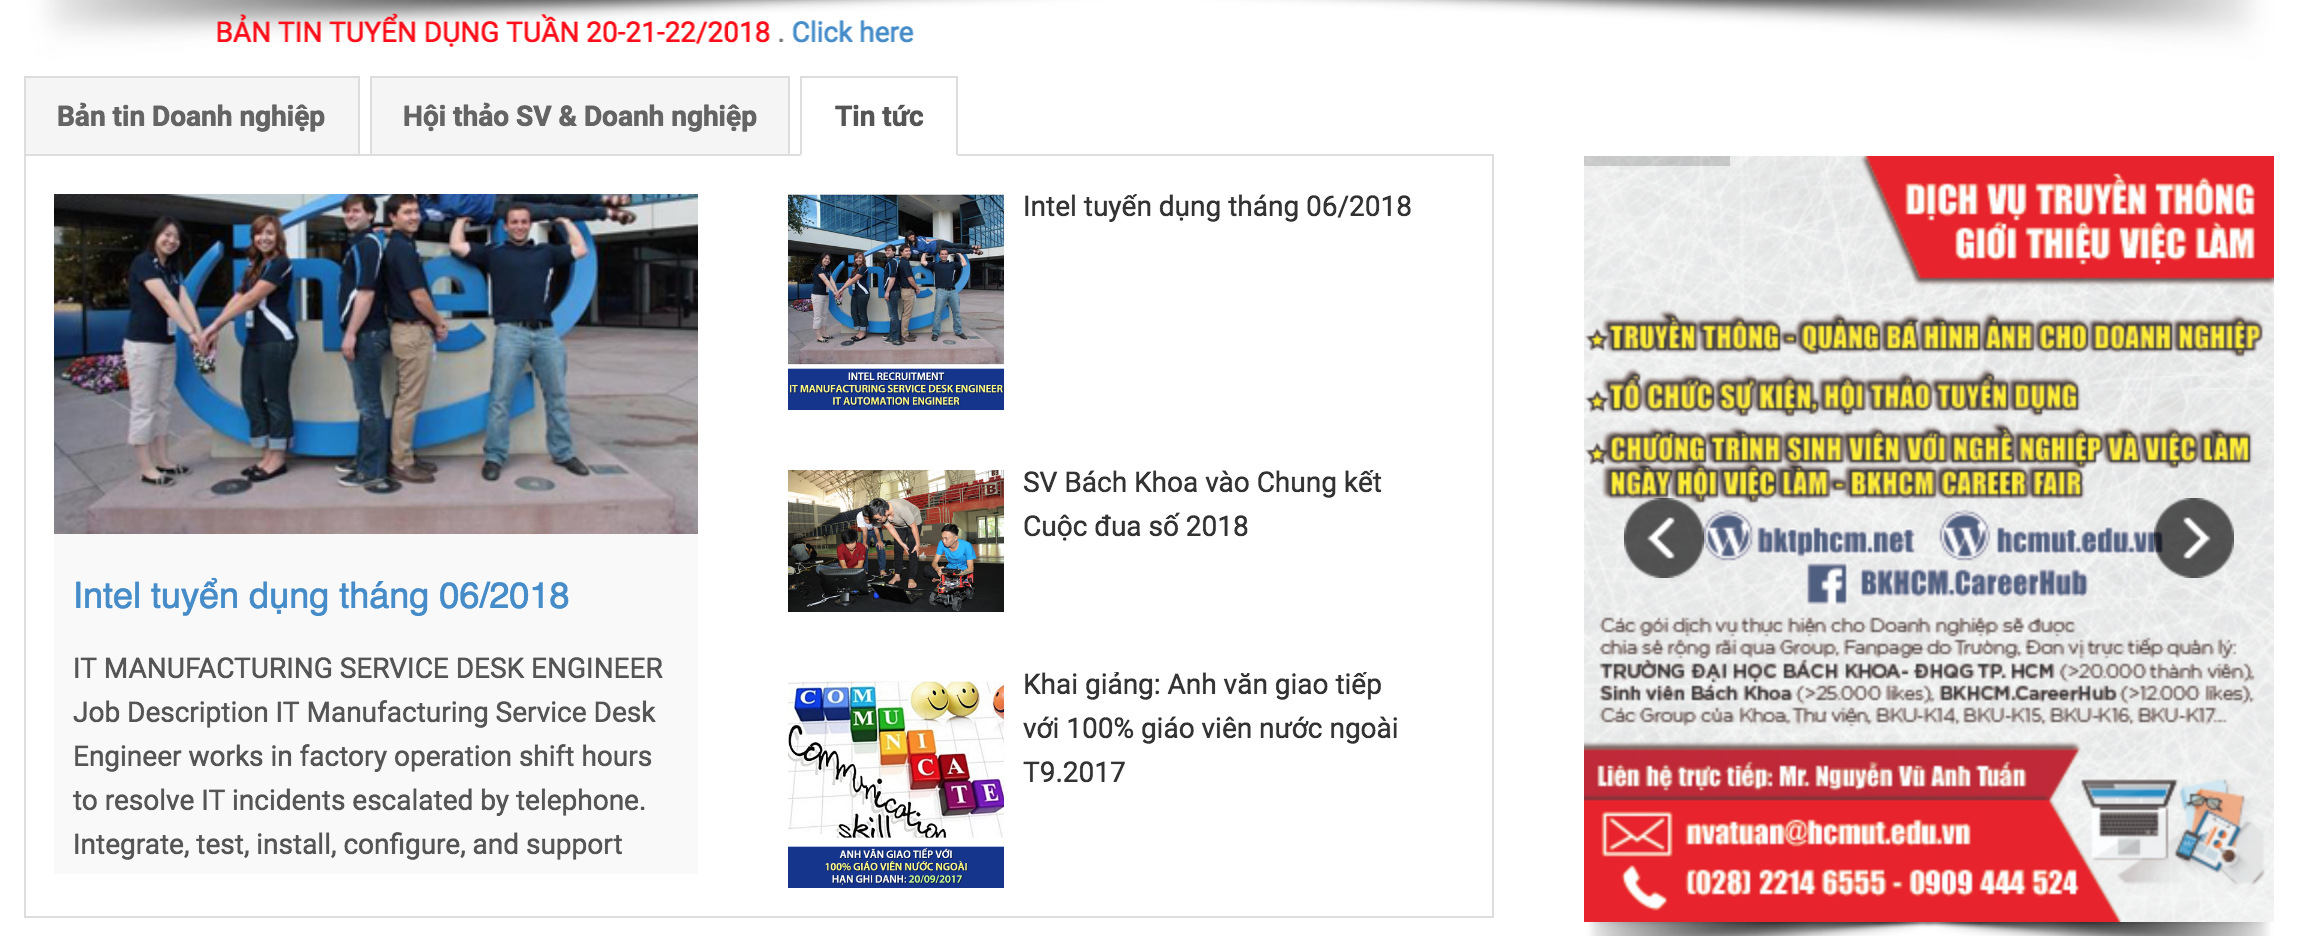 BẢN TIN TUYỂN DỤNG TUẦN 20-21-22/2018 . Click here
Bản tin Doanh nghiệp
Hội thảo SV & Doanh nghiệp
Tin tức
intel
Intel tuyển dụng tháng 06/2018
IT MANUFACTURING SERVICE DESK ENGINEER
Job Description IT Manufacturing Service Desk
Engineer works in factory operation shift hours
to resolve IT incidents escalated by telephone.
Integrate, test, install, configure, and support
intel
INTEL RECRUITMENT
IT MANUFACTURING SERVICE DESK ENGINEER
IT AUTOMATION ENGINEER
Intel tuyển dụng tháng 06/2018
SV Bách Khoa vào Chung kết
Cuộc đua số 2018
COMMUNICATE
Communication
skill
ANH VĂN GIAO TIẾP VỚI
100% GIÁO VIÊN NƯỚC NGOÀI
HẠN GHI DANH: 20/09/2017
Khai giảng: Anh văn giao tiếp
với 100% giáo viên nước ngoài
T9.2017
DỊCH VỤ TRUYỀN THÔNG
GIỚI THIỆU VIỆC LÀM
TRUYỀN THÔNG - QUẢNG BÁ HÌNH ẢNH CHO DOANH NGHIỆP
TỔ CHỨC SỰ KIỆN, HỘI THẢO TUYỂN DỤNG
CHƯƠNG TRÌNH SINH VIÊN VỚI NGHỀ NGHIỆP VÀ VIỆC LÀM
NGÀY HỘI VIỆC LÀM - BKHCM CAREER FAIR
bktphcm.net hcmut.edu.vn
BKHCM.CareerHub
Các gói dịch vụ thực hiện cho Doanh nghiệp sẽ được
chia sẻ rộng rãi qua Group, Fanpage do Trường, Đơn vị trực tiếp quản lý:
TRƯỜNG ĐẠI HỌC BÁCH KHOA- ĐHQG TP. HCM (>20.000 thành viên),
Sinh viên Bách Khoa (>25.000 likes), BKHCM.CareerHub (>12.000 likes),
Các Group của Khoa, Thư viện, BKU-K14, BKU-K15, BKU-K16, BKU-K17...
Liên hệ trực tiếp: Mr. Nguyễn Vũ Anh Tuấn
nvatuan@hcmut.edu.vn
(028) 2214 6555 - 0909 444 524